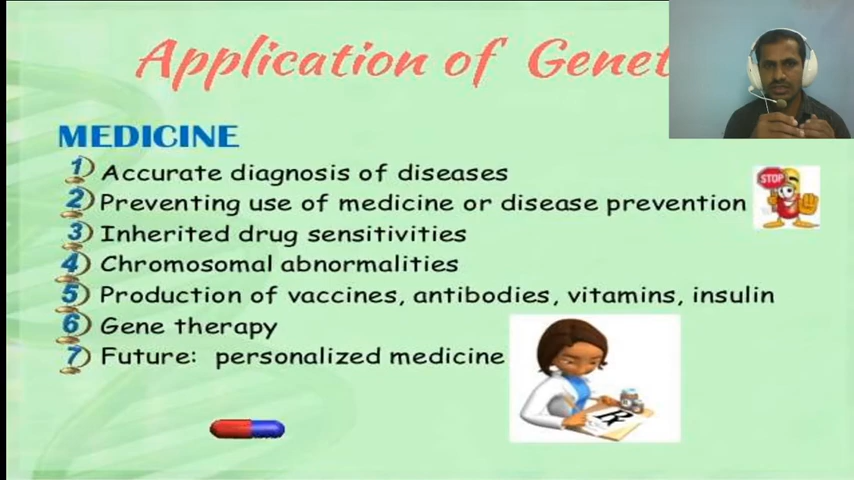 Application of Genet
MEDICINE
1 Accurate diagnosis of diseases
2 Preventing use of medicine or disease prevention
STOP
3 Inherited drug sensitivities
4 Chromosomal abnormalities
5 Production of vaccines, antibodies, vitamins, insulin
6 Gene therapy
7 Future: personalized medicine
Rx